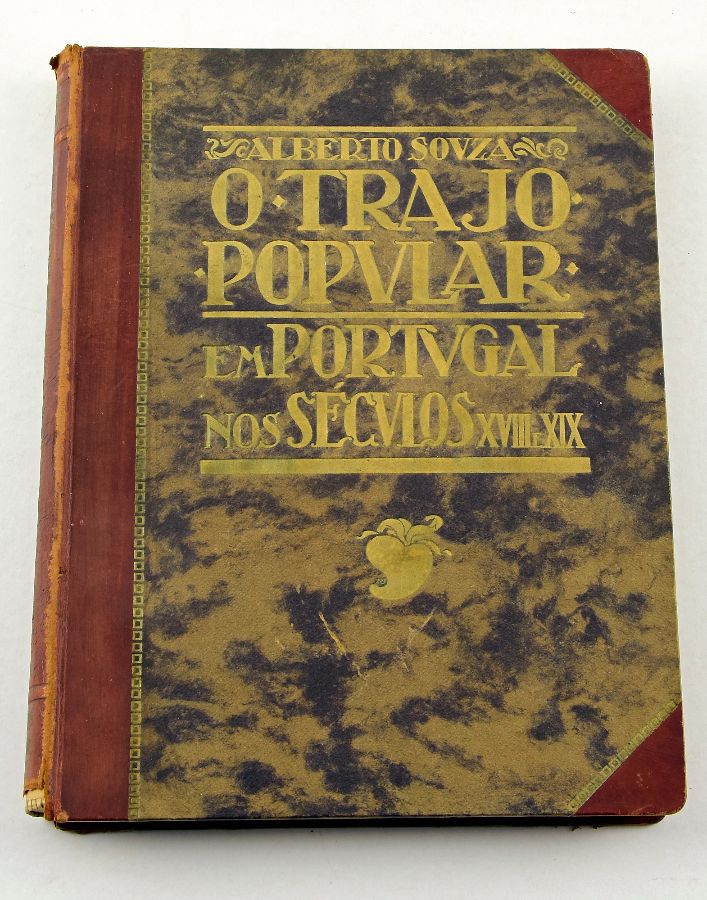 ALBERTO SOVZA
O · TRAJO ·
· POPVLAR ·
EM PORTVGAL
NOS SÉCVLOS XVIII E XIX